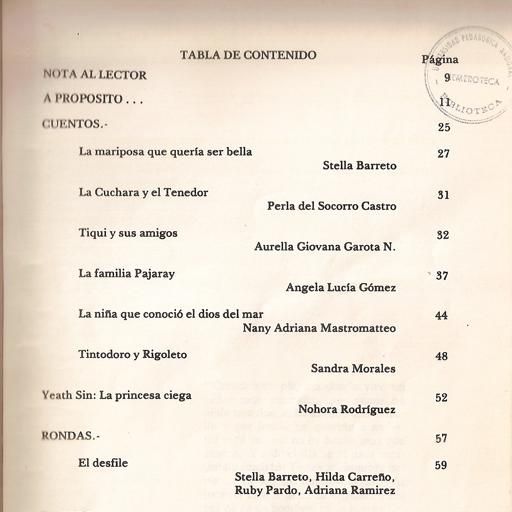 TABLA DE CONTENIDO
Página
NOTA AL LECTOR 9
A PROPOSITO . . . 11
CUENTOS.- 25
La mariposa que quería ser bella 27
Stella Barreto
La Cuchara y el Tenedor 31
Perla del Socorro Castro
Tiqui y sus amigos 32
Aurella Giovana Garota N.
La familia Pajaray 37
Angela Lucía Gómez
La niña que conoció el dios del mar 44
Nany Adriana Mastromatteo
Tintodoro y Rigoleto 48
Sandra Morales
Yeath Sin: La princesa ciega 52
Nohora Rodríguez
RONDAS.- 57
El desfile 59
Stella Barreto, Hilda Carreño,
Ruby Pardo, Adriana Ramirez
UNIVERSIDAD PEDAGOGICA NACIONAL
HEMEROTECA
BIBLIOTECA